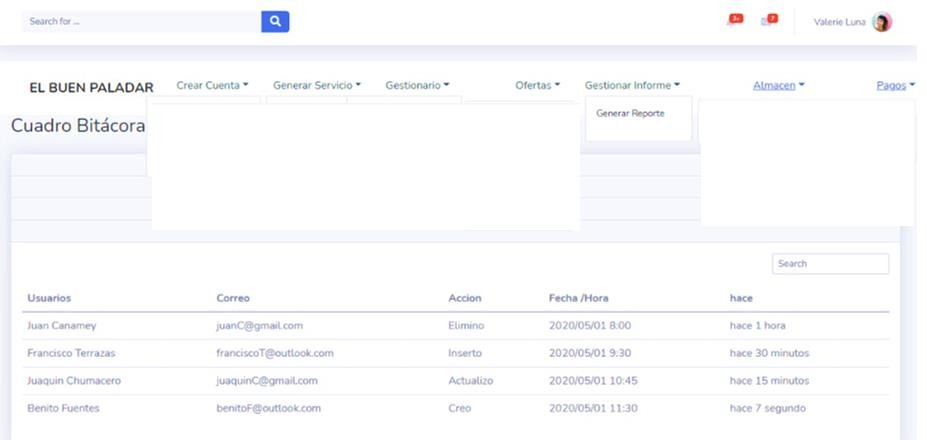 Search for ...
3+
7
Valerie Luna
EL BUEN PALADAR
Crear Cuenta
Generar Servicio
Gestionario
Ofertas
Gestionar Informe
Almacen
Pagos
Generar Reporte
Cuadro Bitácora
Search
Usuarios Correo Accion Fecha /Hora hace
Juan Canamey juanC@gmail.com Elimino 2020/05/01 8:00 hace 1 hora
Francisco Terrazas franciscoT@outlook.com Inserto 2020/05/01 9:30 hace 30 minutos
Juaquin Chumacero juaquinC@gmail.com Actualizo 2020/05/01 10:45 hace 15 minutos
Benito Fuentes benitoF@outlook.com Creo 2020/05/01 11:30 hace 7 segundo